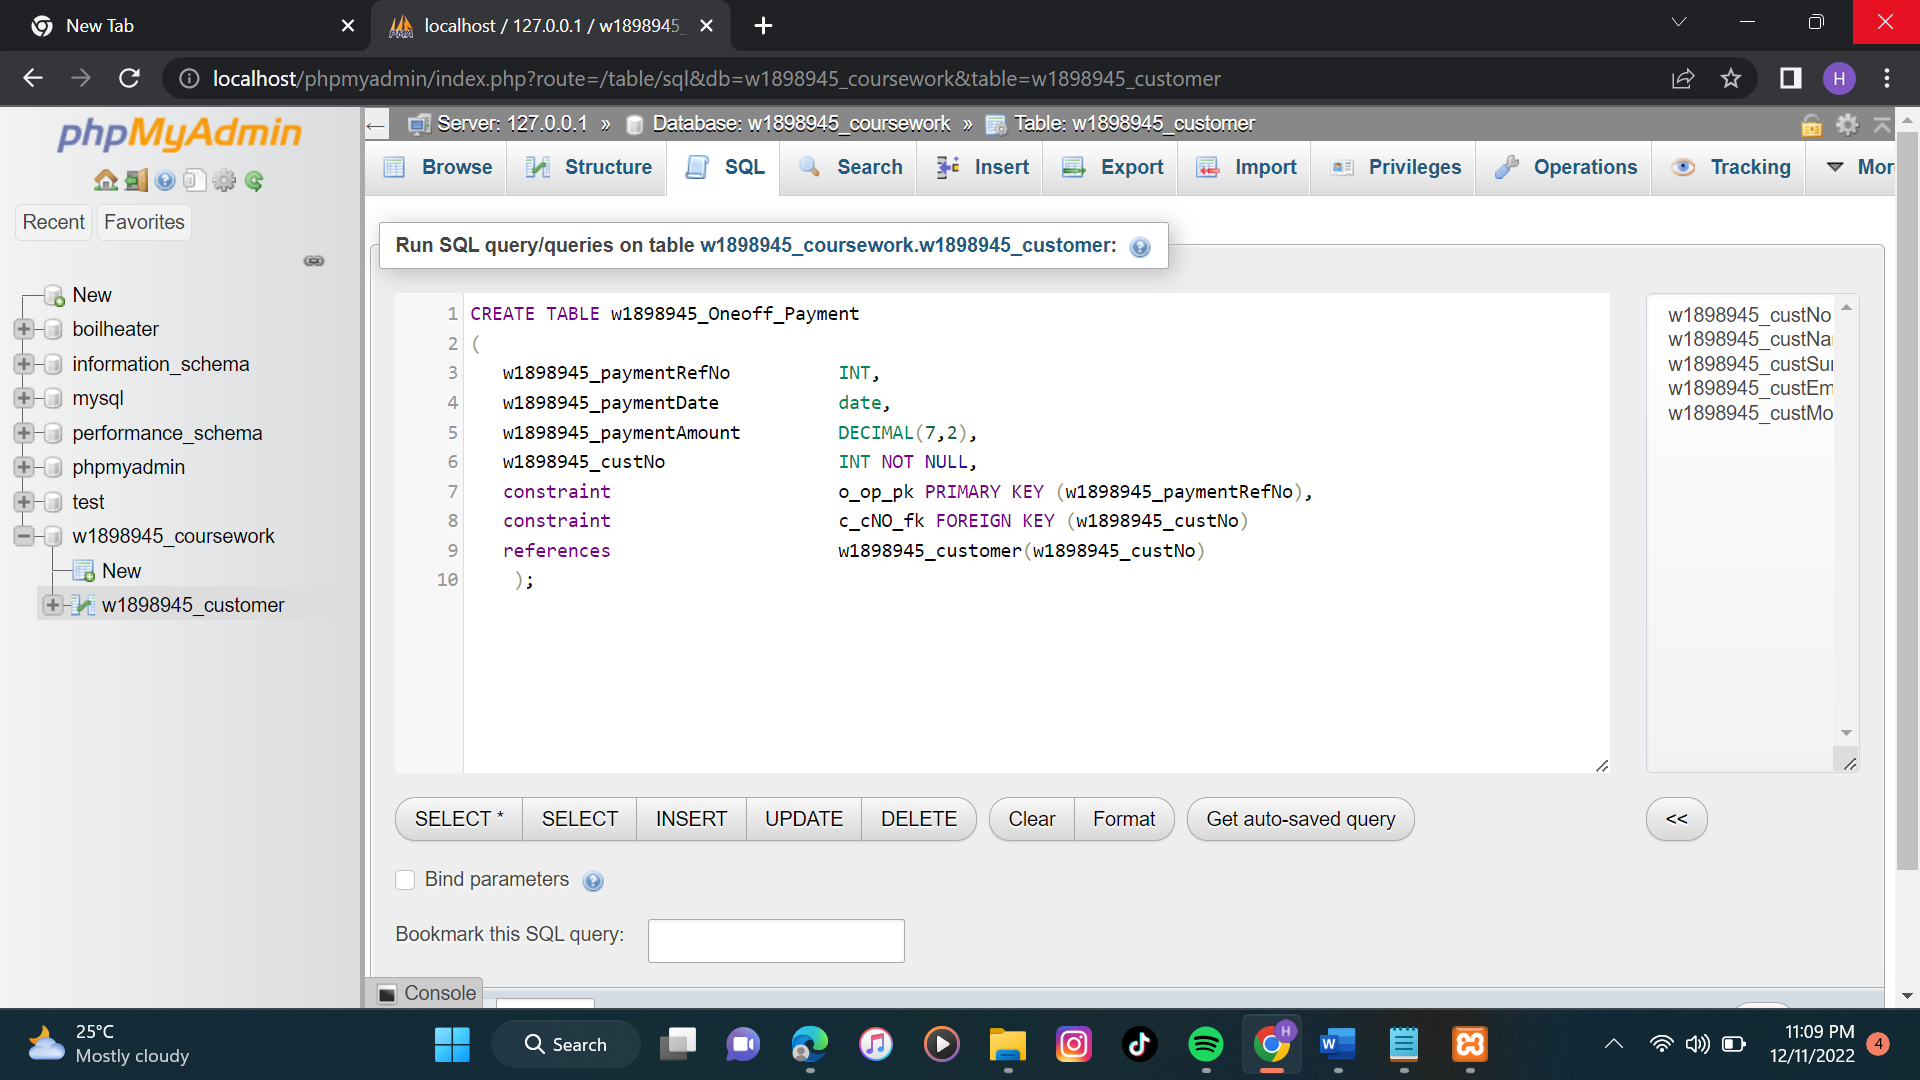 New Tab
localhost / 127.0.0.1 / w1898945_
localhost/phpmyadmin/index.php?route=/table/sql&db=w1898945_coursework&table=w1898945_customer
H
phpMyAdmin
Recent
Favorites
New
boilheater
information_schema
mysql
performance_schema
phpmyadmin
test
w1898945_coursework
New
w1898945_customer
Server: 127.0.0.1 » Database: w1898945_coursework » Table: w1898945_customer
Browse Structure SQL Search Insert Export Import Privileges Operations Tracking Mor
Run SQL query/queries on table w1898945_coursework.w1898945_customer:
1 CREATE TABLE w1898945_Oneoff_Payment
2 (
3 w1898945_paymentRefNo INT,
4 w1898945_paymentDate date,
5 w1898945_paymentAmount DECIMAL(7,2),
6 w1898945_custNo INT NOT NULL,
7 constraint o_op_pk PRIMARY KEY (w1898945_paymentRefNo),
8 constraint c_cNO_fk FOREIGN KEY (w1898945_custNo)
9 references w1898945_customer(w1898945_custNo)
10 );
w1898945_custNo
w1898945_custNa
w1898945_custSu
w1898945_custEm
w1898945_custMo
SELECT * SELECT INSERT UPDATE DELETE Clear Format Get auto-saved query <<
Bind parameters
Bookmark this SQL query:
Console
25°C
Mostly cloudy
Search
H
11:09 PM
12/11/2022
4